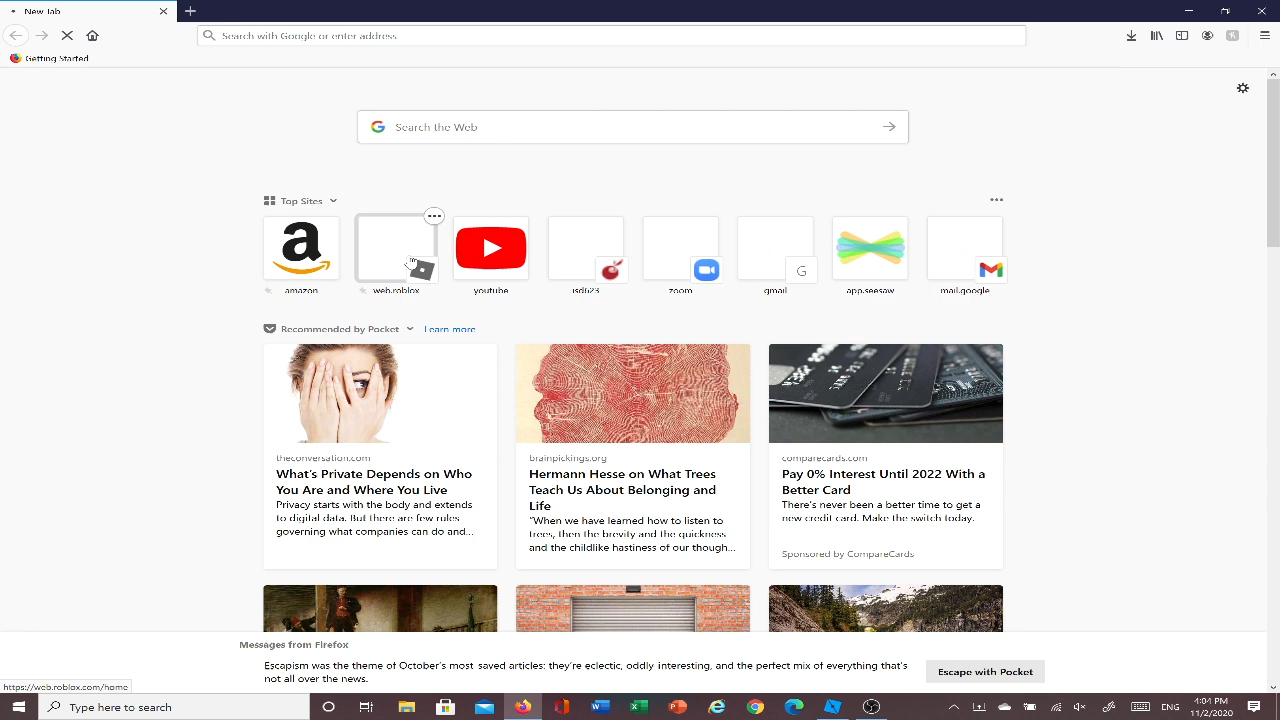 New Tab
Search with Google or enter address
Getting Started
Search the Web
Top Sites
amazon
web.roblox
youtube
isd623
zoom
G
gmail
app.seesaw
mail.google
Recommended by Pocket
Learn more
theconversation.com
What's Private Depends on Who
You Are and Where You Live
Privacy starts with the body and extends
to digital data. But there are few rules
governing what companies can do and...
brainpickings.org
Hermann Hesse on What Trees
Teach Us About Belonging and
Life
"When we have learned how to listen to
trees, then the brevity and the quickness
and the childlike hastiness of our though...
comparecards.com
Pay 0% Interest Until 2022 With a
Better Card
There's never been a better time to get a
new credit card. Make the switch today.
Sponsored by CompareCards
Messages from Firefox
Escapism was the theme of October's most saved articles: they're eclectic, oddly interesting, and the perfect mix of everything that's
not all over the news.
Escape with Pocket
https://web.roblox.com/home
Type here to search
ENG
4:04 PM
11/2/2020